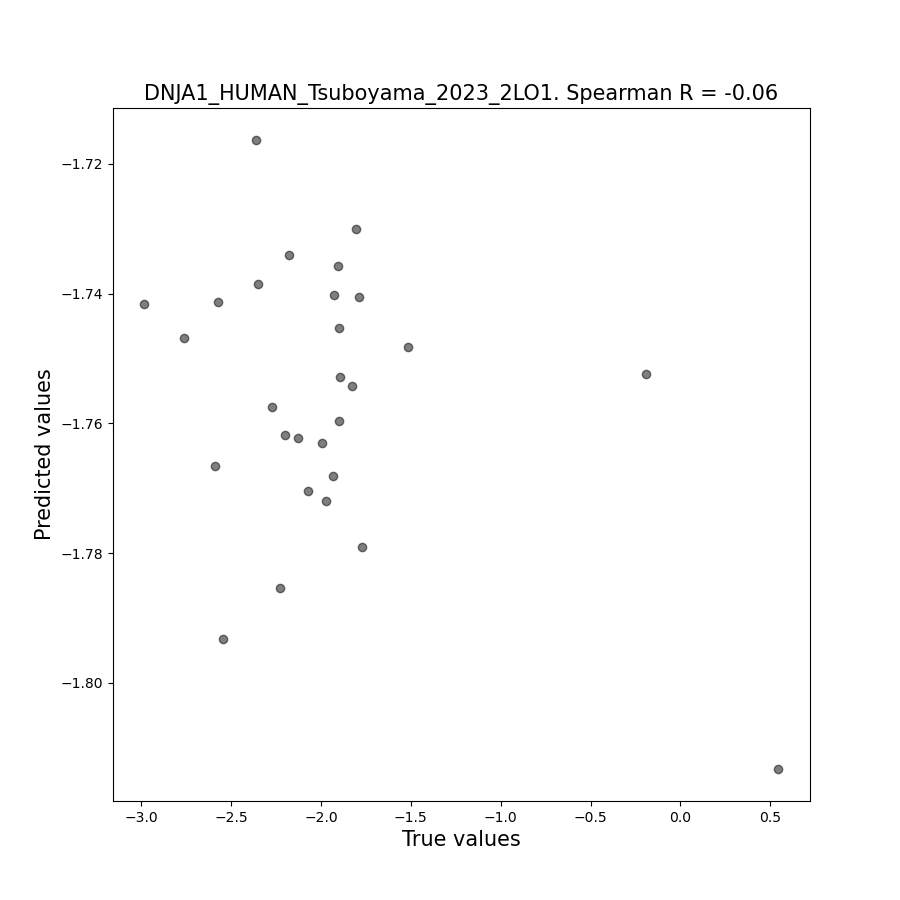 DNJA1_HUMAN_Tsuboyama_2023_2LO1. Spearman R = -0.06
−1.72
−1.74
−1.76
−1.78
−1.80
Predicted values
−3.0 −2.5 −2.0 −1.5 −1.0 −0.5 0.0 0.5
True values